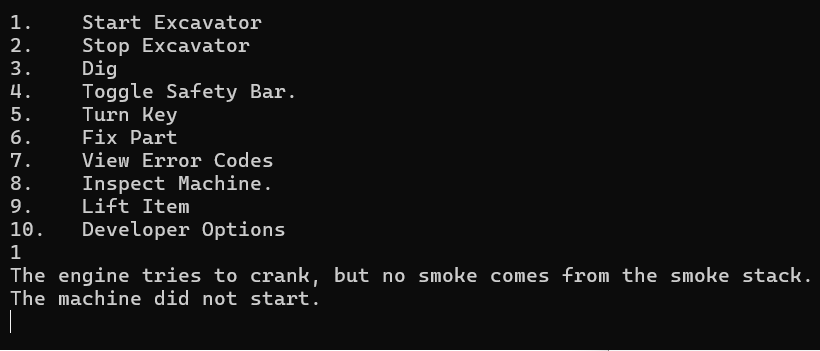 1.    Start Excavator
2.    Stop Excavator
3.    Dig
4.    Toggle Safety Bar.
5.    Turn Key
6.    Fix Part
7.    View Error Codes
8.    Inspect Machine.
9.    Lift Item
10.   Developer Options
1
The engine tries to crank, but no smoke comes from the smoke stack.
The machine did not start.